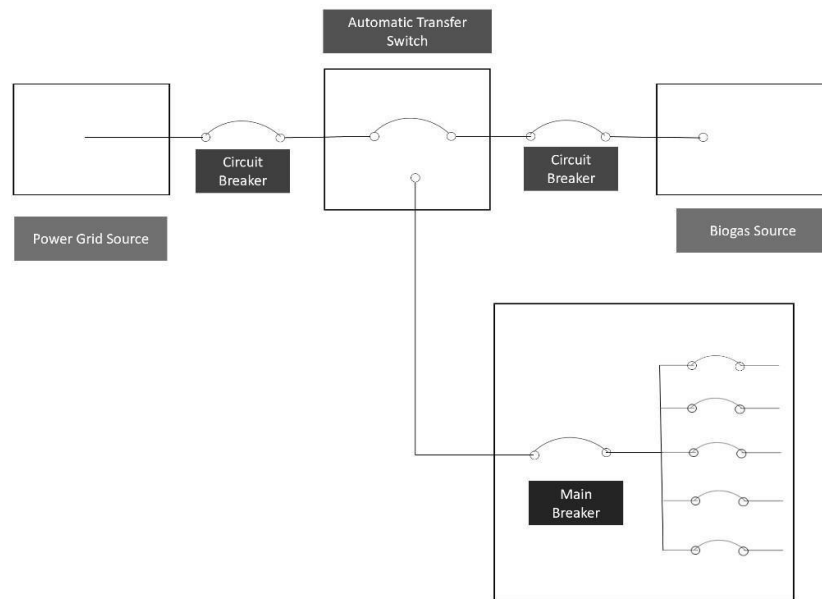 Automatic Transfer
Switch
Circuit
Breaker
Circuit
Breaker
Power Grid Source
Biogas Source
Main
Breaker